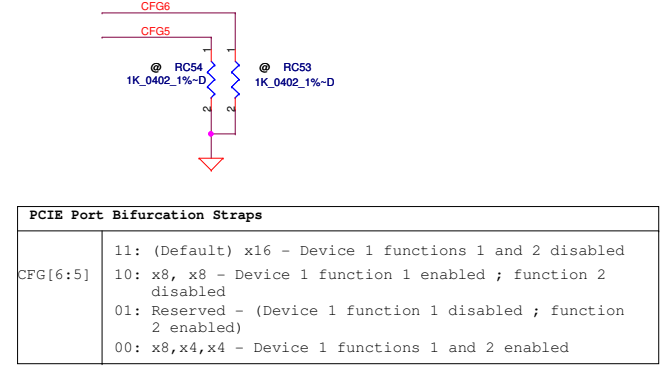 CFG6
CFG5
1
1
@ RC54
@ RC53
1K_0402_1%~D
1K_0402_1%~D
2
2
PCIE Port Bifurcation Straps
CFG[6:5]
11: (Default) x16 - Device 1 functions 1 and 2 disabled
10: x8, x8 - Device 1 function 1 enabled ; function 2
disabled
01: Reserved - (Device 1 function 1 disabled ; function
2 enabled)
00: x8,x4,x4 - Device 1 functions 1 and 2 enabled